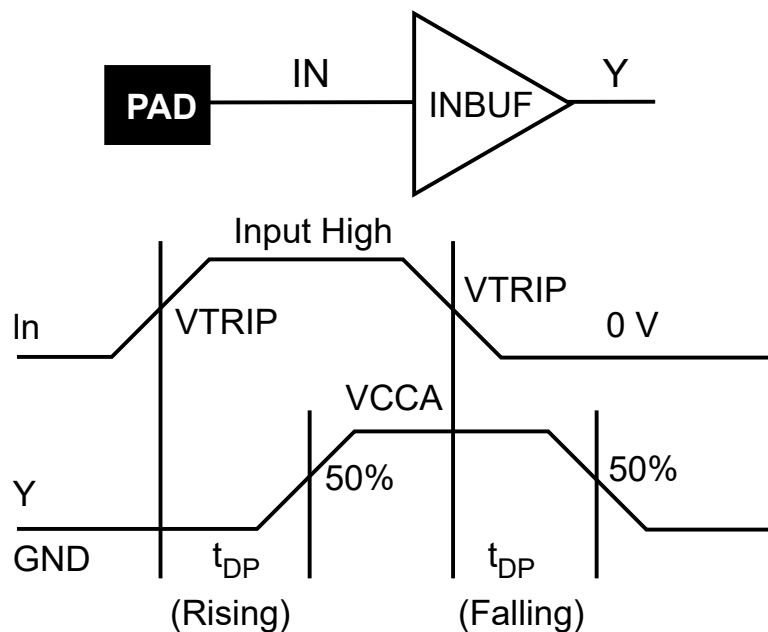 IN
Y
PAD
INBUF
Input High
In
VTRIP
VTRIP
0 V
VCCA
Y
50%
50%
GND
tDP
tDP
(Rising)
(Falling)